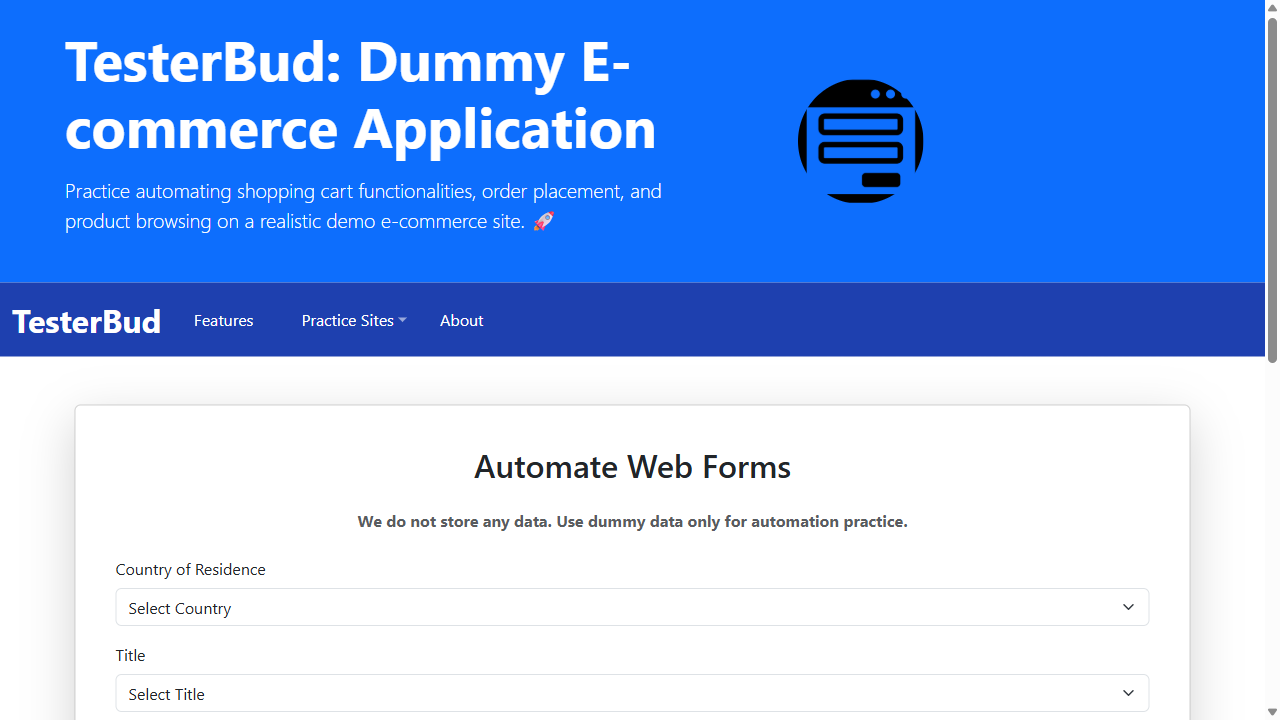 TesterBud: Dummy E-
commerce Application
Practice automating shopping cart functionalities, order placement, and
product browsing on a realistic demo e-commerce site. 🚀
TesterBud Features Practice Sites About
Automate Web Forms
We do not store any data. Use dummy data only for automation practice.
Country of Residence
Select Country
Title
Select Title